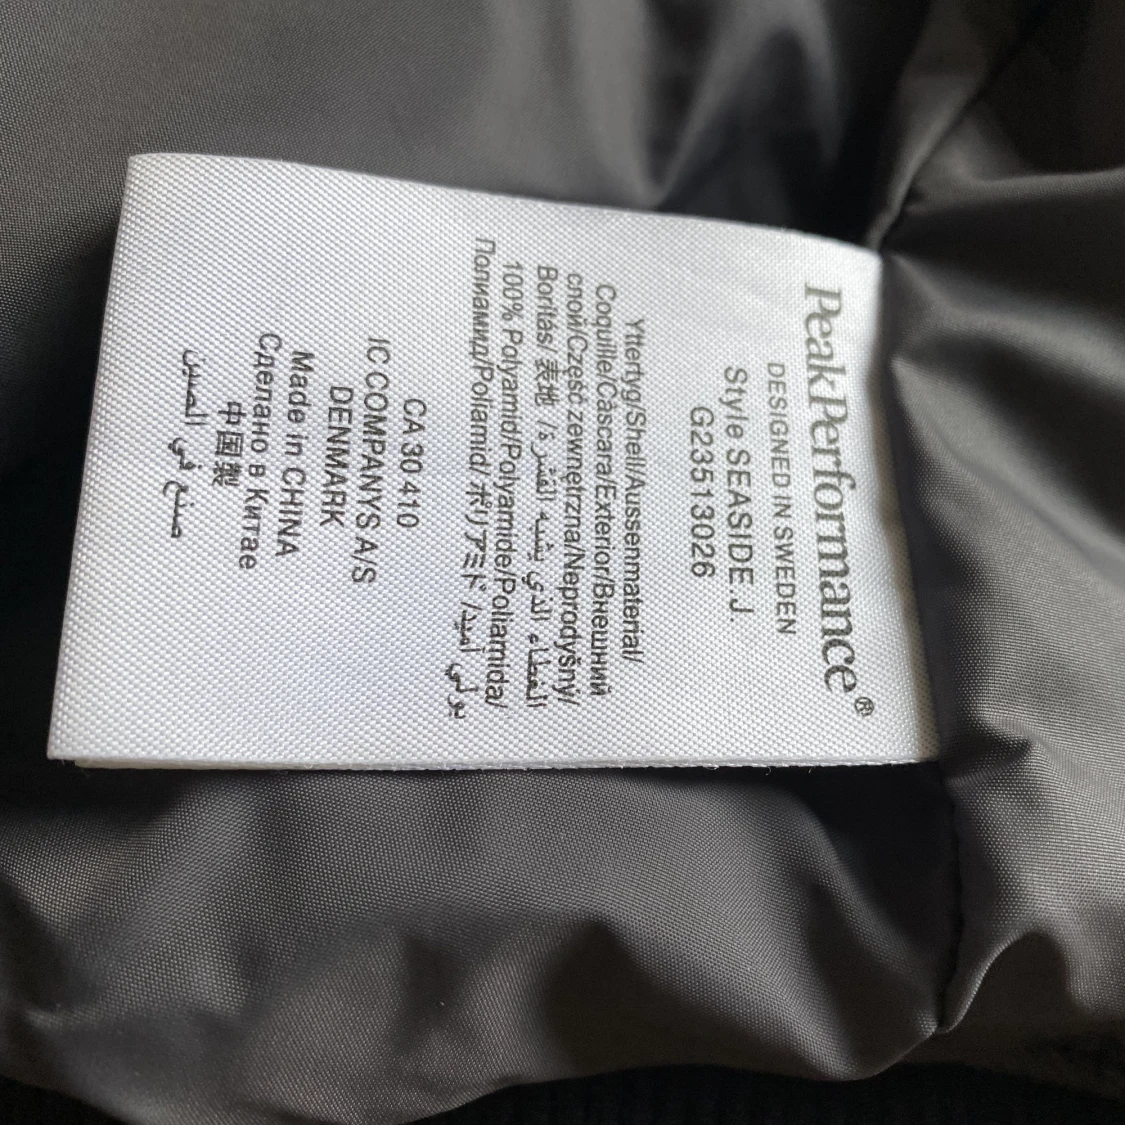 PeakPerformance®
DESIGNED IN SWEDEN
Style SEASIDE J.
G23513026
Yttertyg/Shell/Aussenmaterial/
Coquille/Cascara/Exterior/Внешний
слой/Część zewnętrzna/Neprodyšný/
Borítás/ 表地 /الغطاء الذي يشبه القشرة
100% Polyamid/Polyamide/Poliamida/
Полиамид/Poliamid/ ポリアミド /بولي أميد
CA 30 410
IC COMPANYS A/S
DENMARK
Made in CHINA
Сделано в Китае
中国製
صنع في الصين